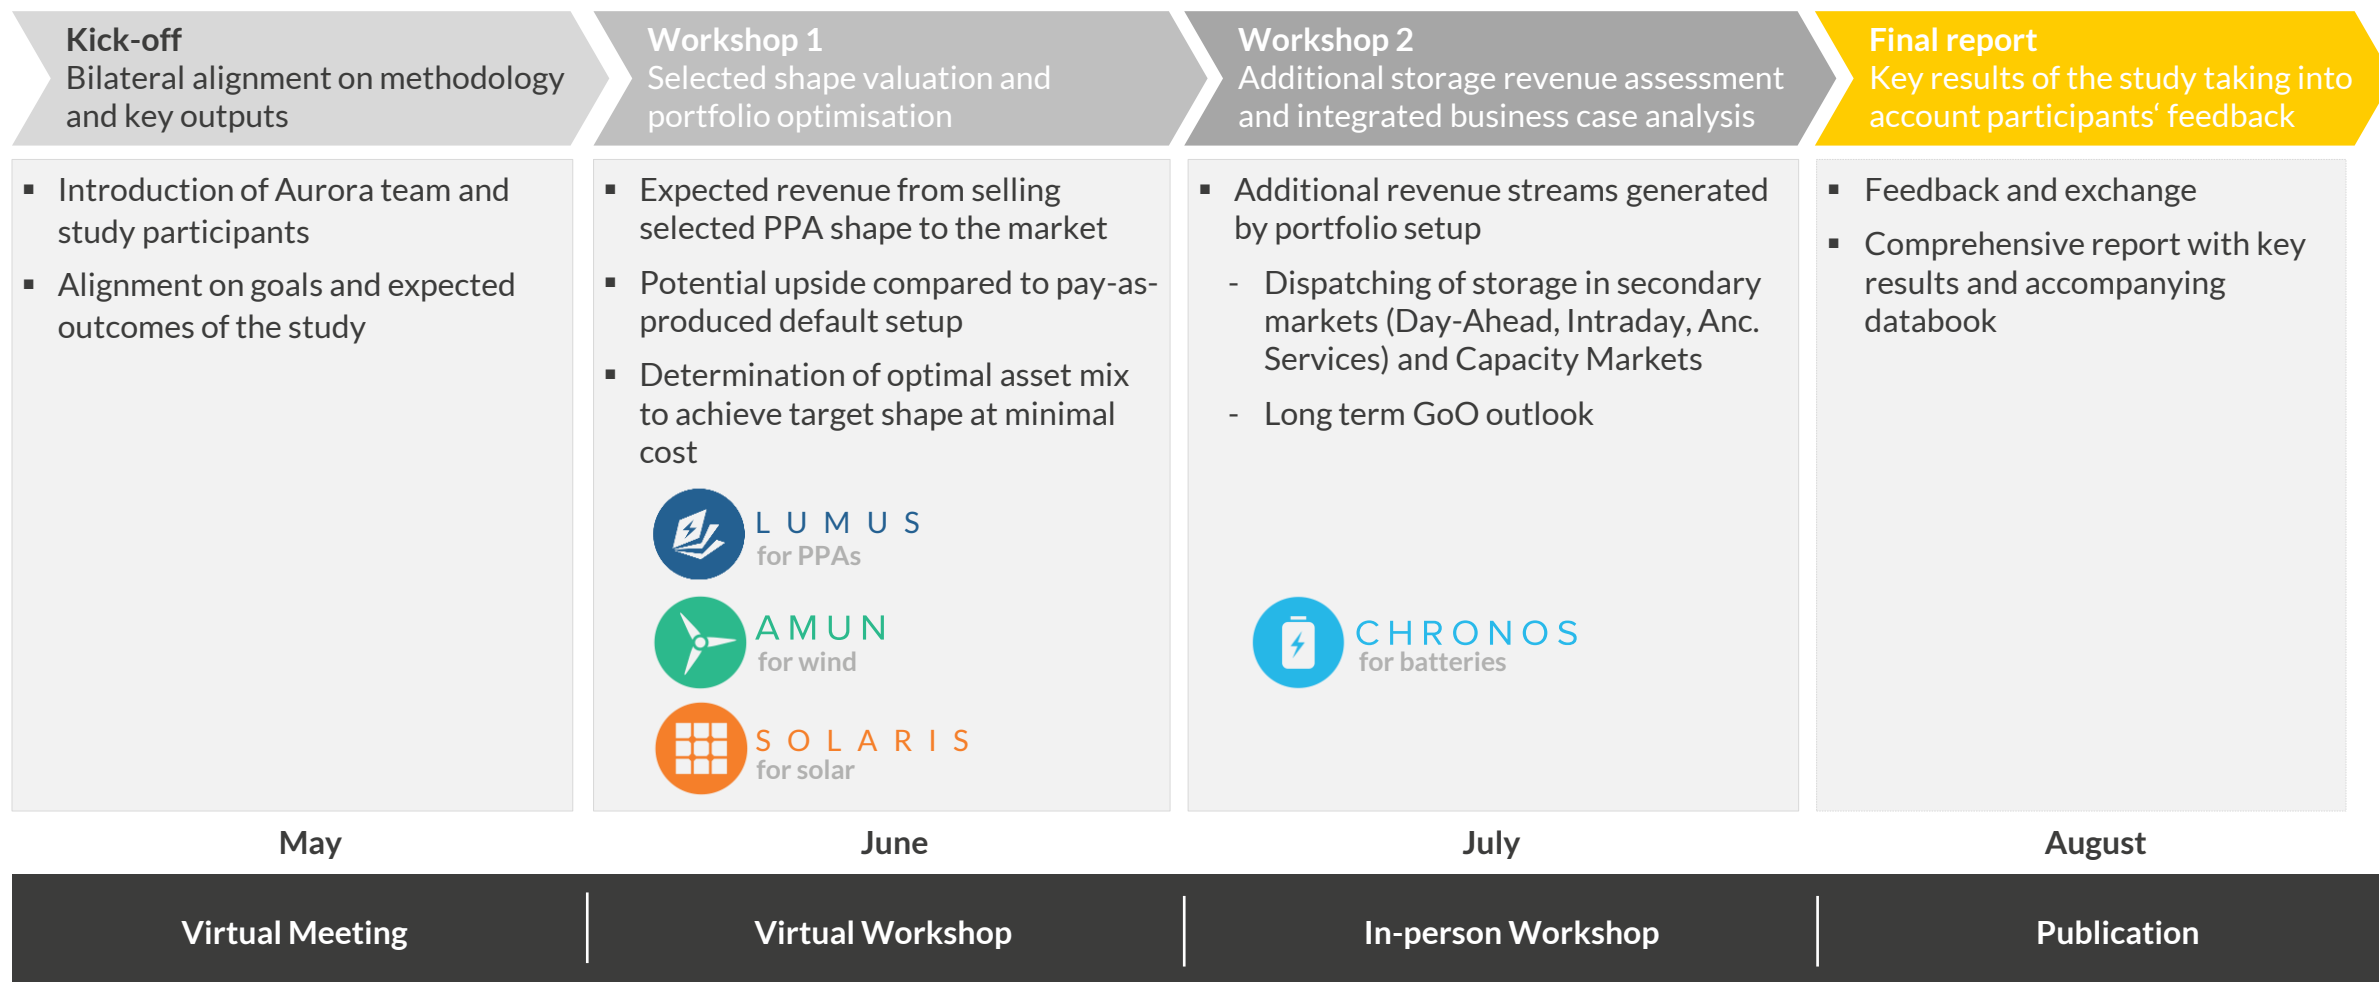 Kick-off
Bilateral alignment on methodology
and key outputs
Workshop 1
Selected shape valuation and
portfolio optimisation
Workshop 2
Additional storage revenue assessment
and integrated business case analysis
Final report
Key results of the study taking into
account participants‘ feedback
▪ Introduction of Aurora team and
study participants
▪ Alignment on goals and expected
outcomes of the study
▪ Expected revenue from selling
selected PPA shape to the market
▪ Potential upside compared to pay-as-
produced default setup
▪ Determination of optimal asset mix
to achieve target shape at minimal
cost
LUMUS
for PPAs
AMUN
for wind
SOLARIS
for solar
▪ Additional revenue streams generated
by portfolio setup
- Dispatching of storage in secondary
markets (Day-Ahead, Intraday, Anc.
Services) and Capacity Markets
- Long term GoO outlook
CHRONOS
for batteries
▪ Feedback and exchange
▪ Comprehensive report with key
results and accompanying
databook
May
June
July
August
Virtual Meeting
Virtual Workshop
In-person Workshop
Publication